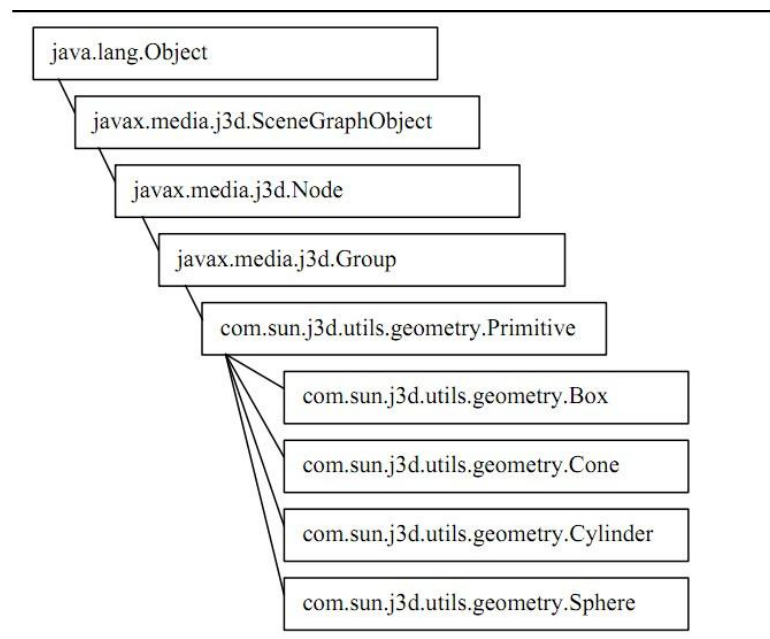 java.lang.Object
javax.media.j3d.SceneGraphObject
javax.media.j3d.Node
javax.media.j3d.Group
com.sun.j3d.utils.geometry.Primitive
com.sun.j3d.utils.geometry.Box
com.sun.j3d.utils.geometry.Cone
com.sun.j3d.utils.geometry.Cylinder
com.sun.j3d.utils.geometry.Sphere